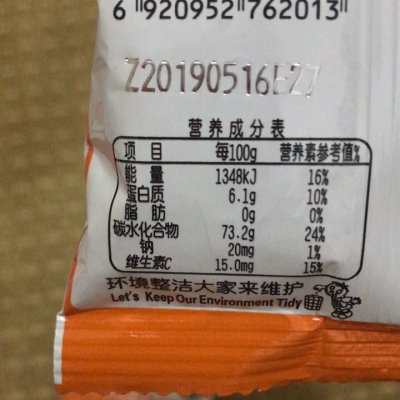 6 920952 762013
Z20190516E27
营养成分表
项 目 每100g 营养素参考值%
能 量 1348kJ 16%
蛋白质 6.1g 10%
脂 肪 0g 0%
碳水化合物 73.2g 24%
钠 20mg 1%
维生素C 15.0mg 15%
环境整洁大家来维护
Let's Keep Our Environment Tidy